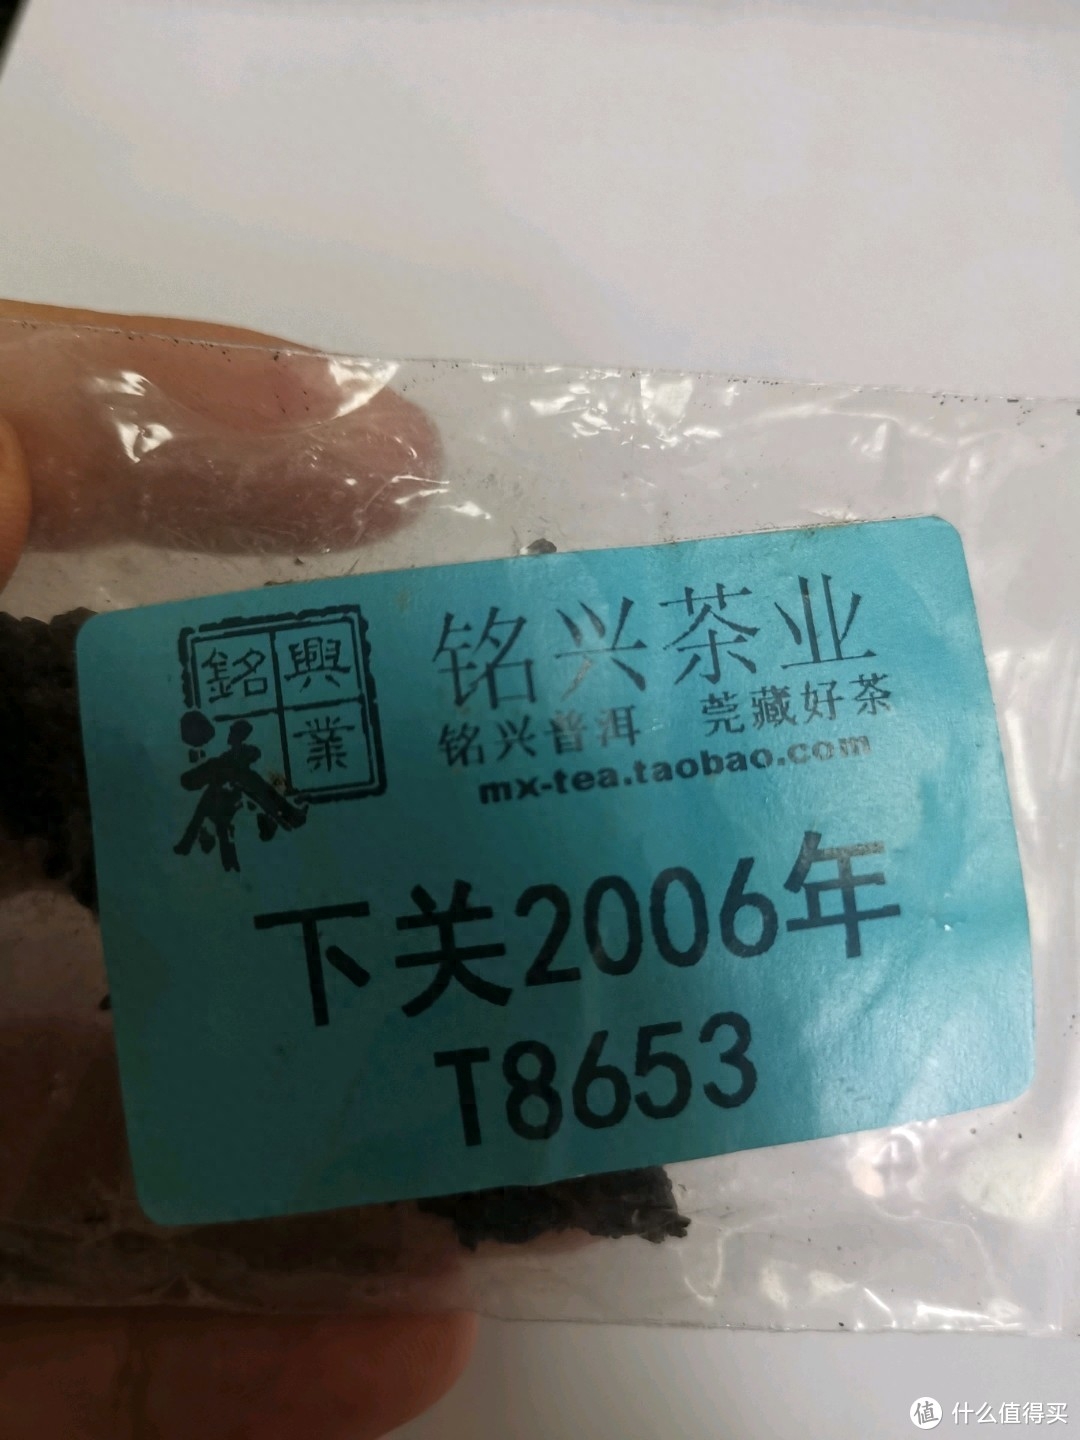 銘興
茶業
铭兴茶业
铭兴普洱 莞藏好茶
mx-tea.taobao.com
下关2006年
T8653
值 什么值得买